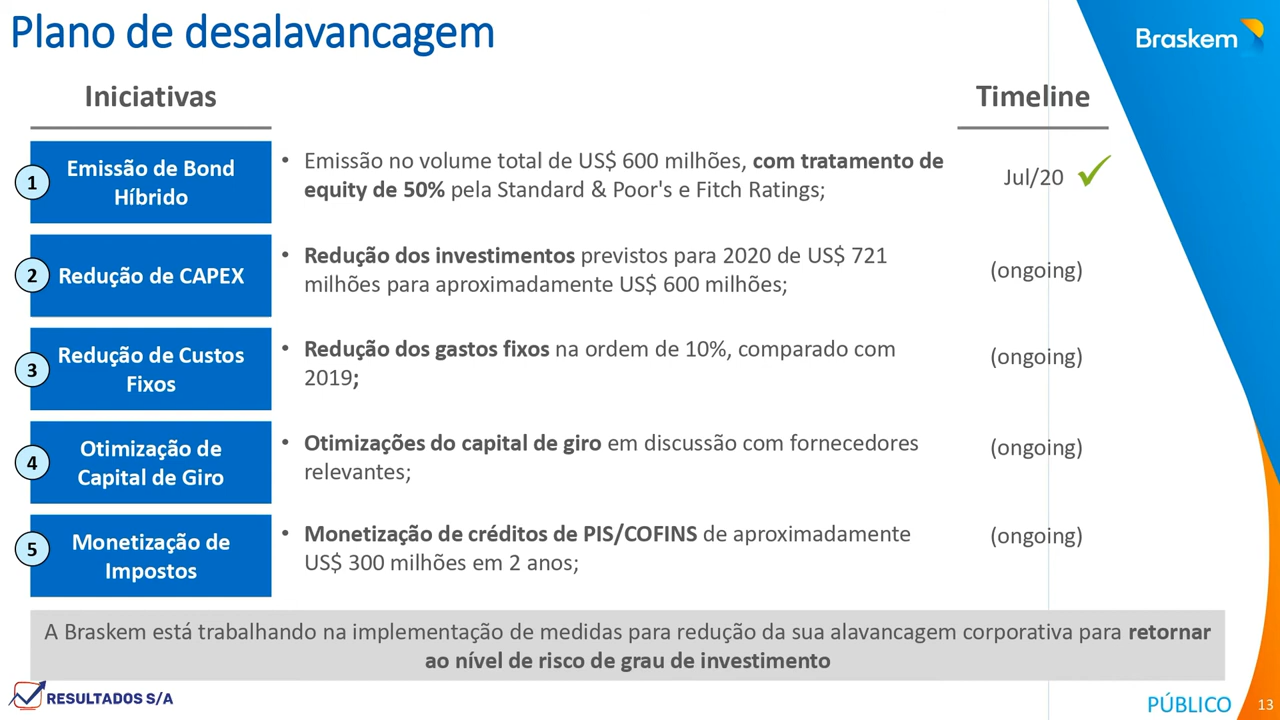 Plano de desalavancagem
Braskem
Iniciativas
Timeline
1
Emissão de Bond
Híbrido
• Emissão no volume total de US$ 600 milhões, com tratamento de
equity de 50% pela Standard & Poor's e Fitch Ratings;
Jul/20
2
Redução de CAPEX
• Redução dos investimentos previstos para 2020 de US$ 721
milhões para aproximadamente US$ 600 milhões;
(ongoing)
3
Redução de Custos
Fixos
• Redução dos gastos fixos na ordem de 10%, comparado com
2019;
(ongoing)
4
Otimização de
Capital de Giro
• Otimizações do capital de giro em discussão com fornecedores
relevantes;
(ongoing)
5
Monetização de
Impostos
• Monetização de créditos de PIS/COFINS de aproximadamente
US$ 300 milhões em 2 anos;
(ongoing)
A Braskem está trabalhando na implementação de medidas para redução da sua alavancagem corporativa para retornar
ao nível de risco de grau de investimento
RESULTADOS S/A
PÚBLICO
13